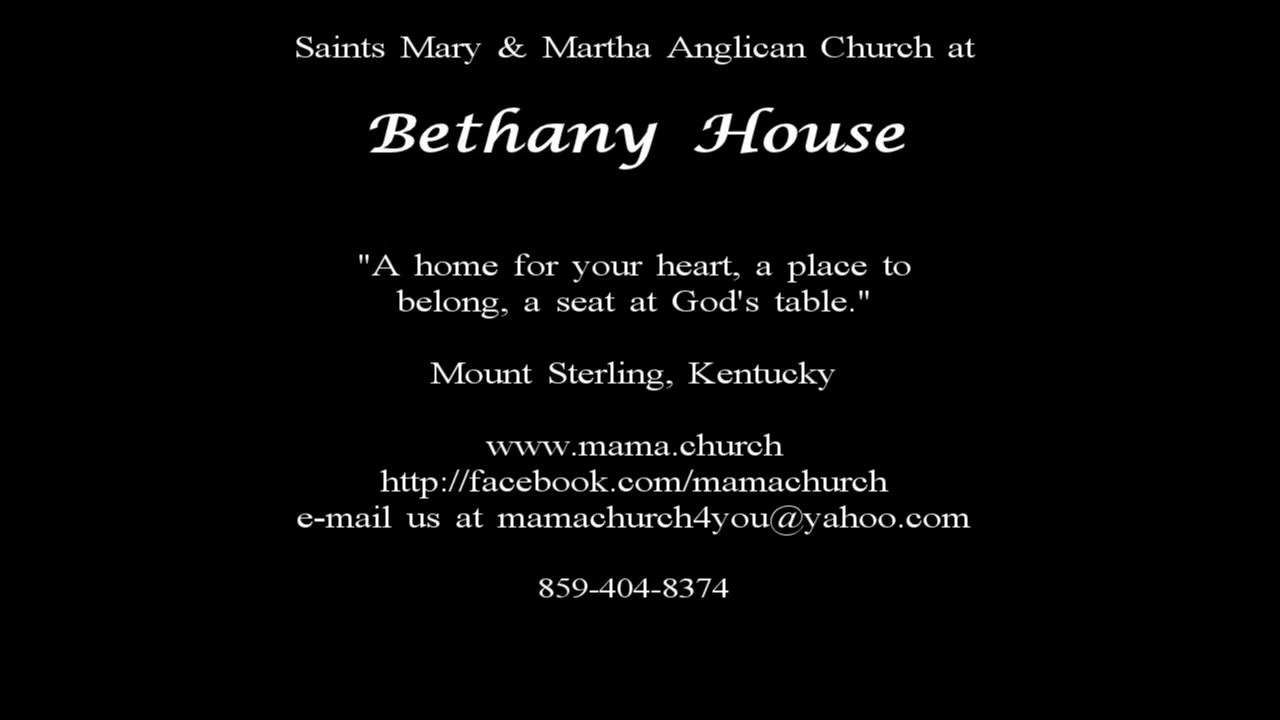 Saints Mary & Martha Anglican Church at
Bethany House
"A home for your heart, a place to
belong, a seat at God's table."
Mount Sterling, Kentucky
www.mama.church
http://facebook.com/mamachurch
e-mail us at mamachurch4you@yahoo.com
859-404-8374